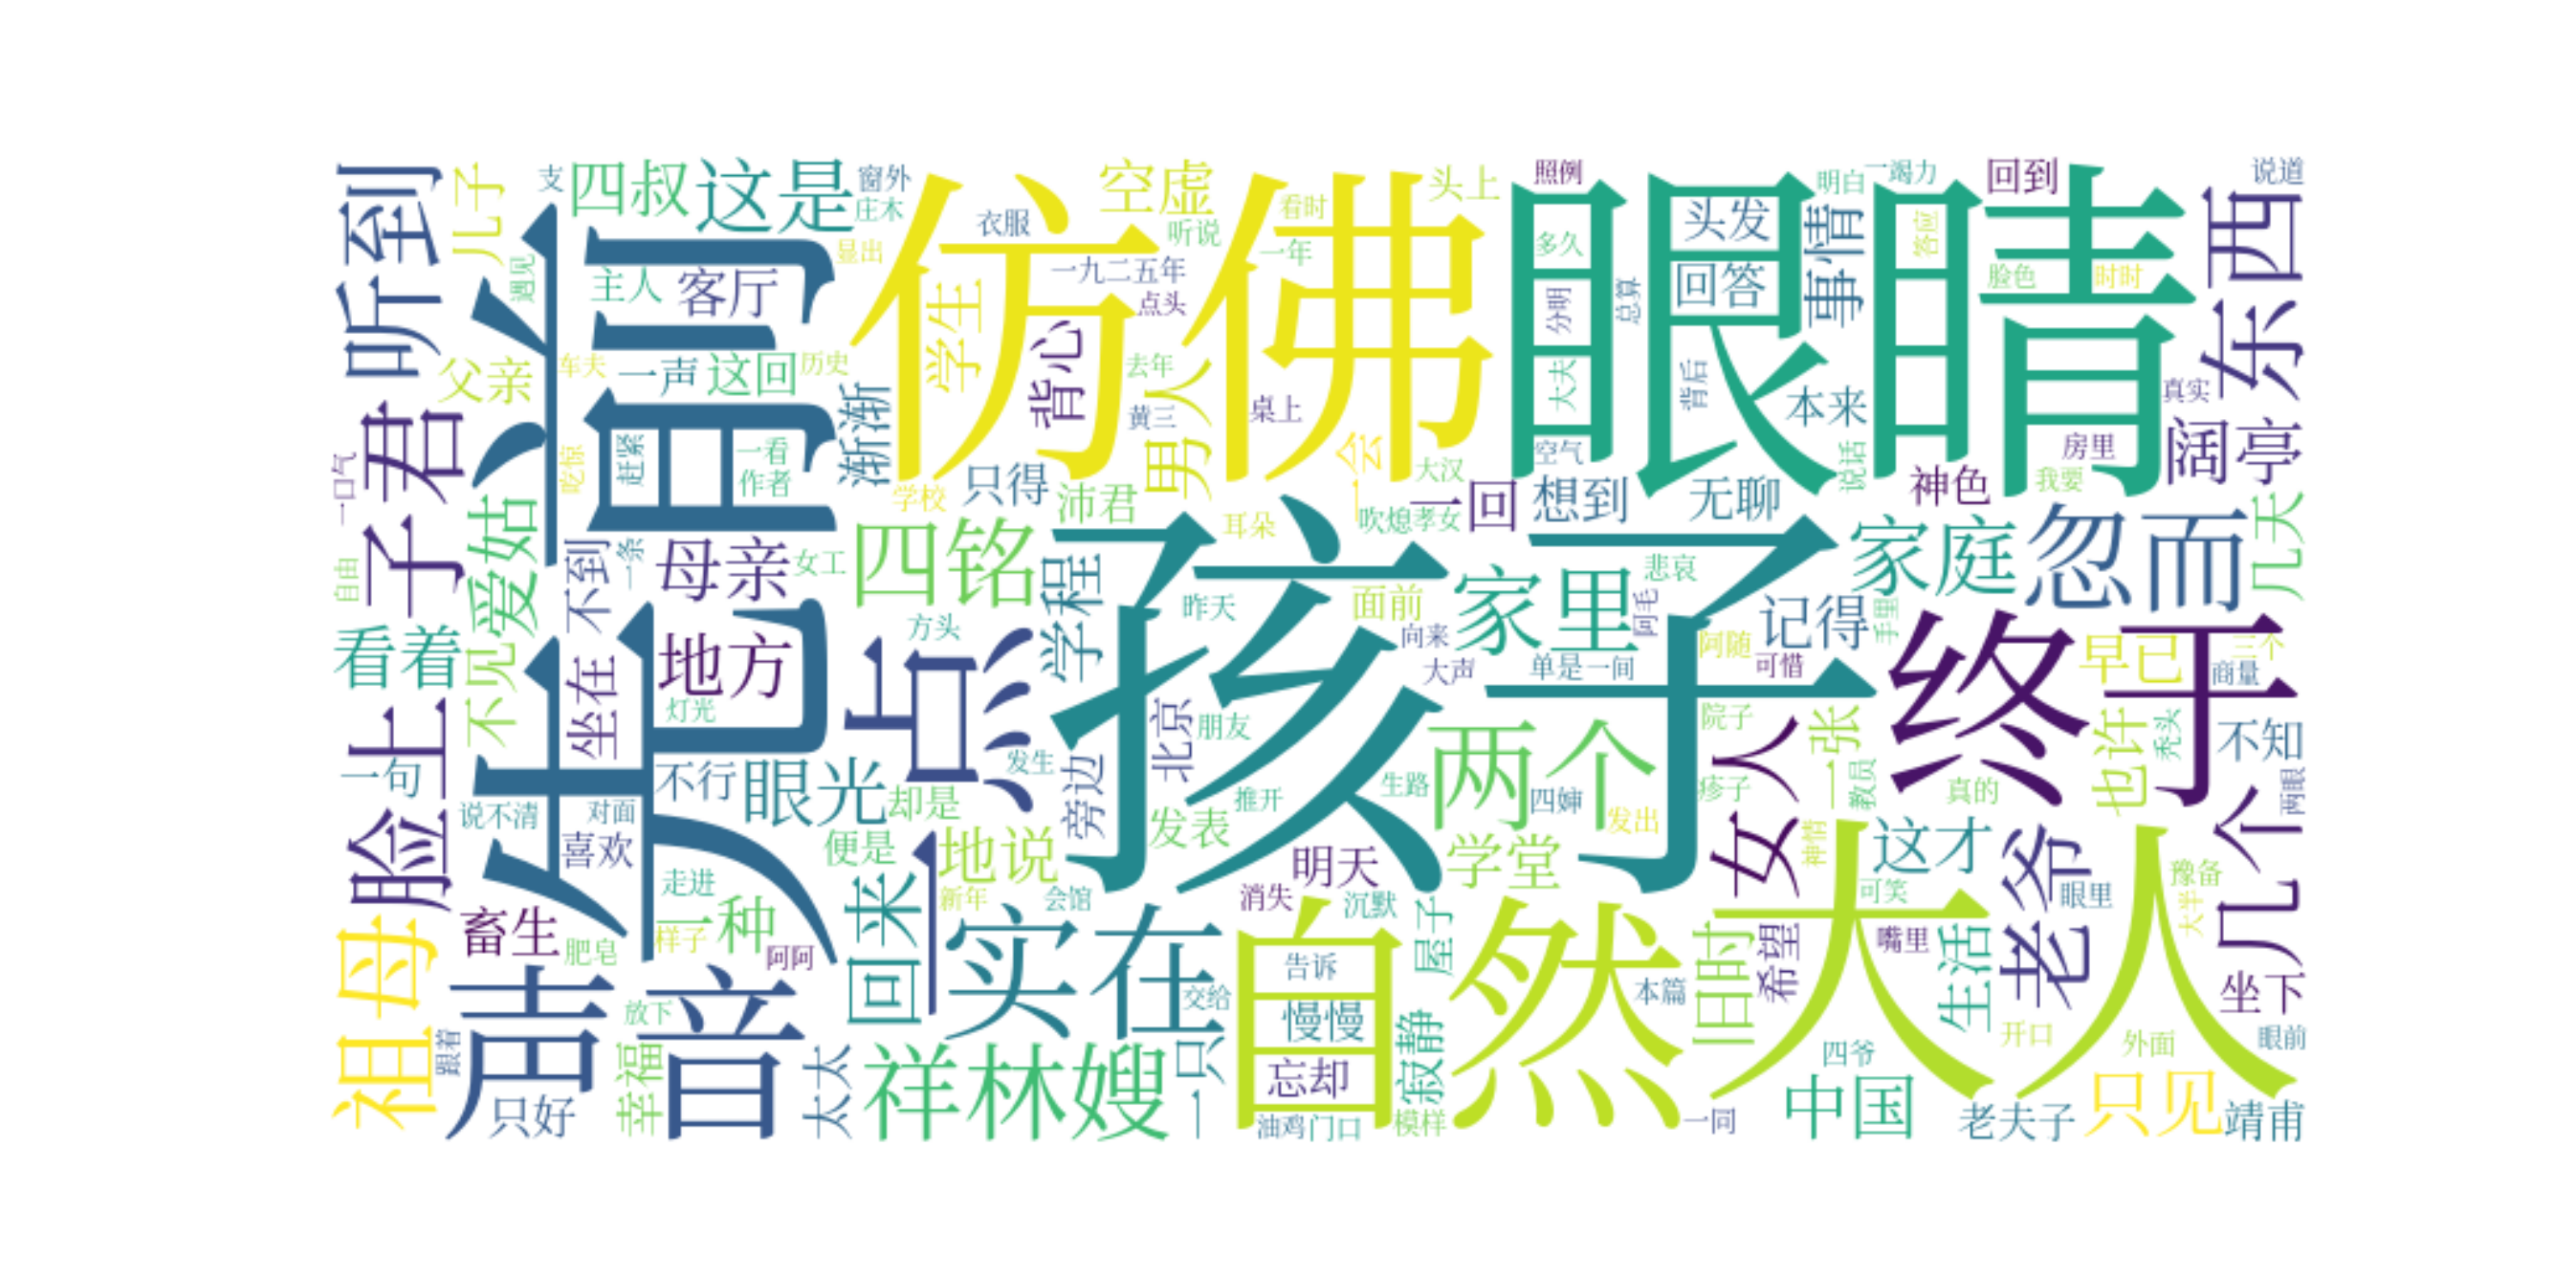 听到
儿子
支
四叔
这是
窗外
庄木
空虚
头上
照例
明白
一竭力
回到
说道
遇见
主人
客厅
显出
衣服
听说
看时
一年
多久
头发
事情
答应
脸色
时时
东西
光
间
仿佛
眼睛
一九二五年
学生
点头
分明
总算
回答
父亲
车夫
一声
这回
历史
渐渐
背心
去年
男人
黄三
桌上
大夫
背后
本来
真实
子君
一口气
吃惊
赶紧
一看
作者
一会
大汉
空气
说话
房里
阔亭
学校
只得
沛君
一回
想到
无聊
神色
我要
自由
爱姑
不到
一条
母亲
女工
四铭
学程
耳朵
吹熄孝女
孩子
家庭
忽而
几天
看着
不见
坐在
地方
灯光
方头
昨天
面前
向来
家里
悲哀
阿毛
记得
手里
先生
一点
大声
单是一间
阿随
可惜
终于
早已
三个
商量
脸上
一句
不行
眼光
却是
发生
旁边
北京
朋友
推开
生路
两个
四婶
院子
女人
一张
疹子
教员
也许
秃头
不知
两眼
说不清
对面
喜欢
便是
地说
发表
发出
真的
几个
走进
回来
新年
会馆
明天
学堂
神情
这才
老爷
豫备
祖母
畜生
肥皂
样子
一种
阿阿
实在
消失
沉默
屋子
旧时
希望
可笑
嘴里
生活
眼里
大半
声音
放下
交给
自然
告诉
本篇
大人
坐下
跟着
只好
幸福
太太
祥林嫂
一只
慢慢
忘却
寂静
开口
外面
眼前
四爷
油鸡
门口
模样
一同
中国
老夫子
只见
靖甫